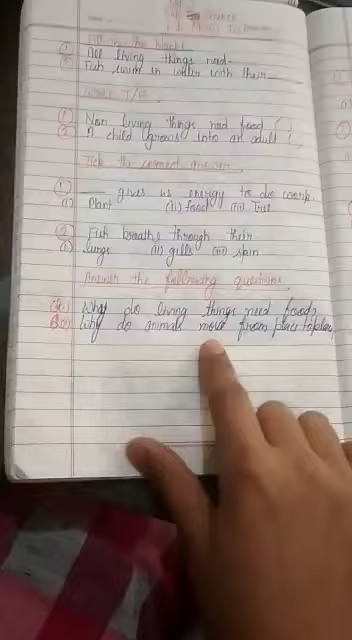 Fill in the blanks
① All living things need-
② Fish swim in water with their
Write T/F.
① Non living things need food ( )
② A child grows into an adult ( )
Tick the correct answer.
① gives us energy to do work.
(i) Plant (ii) food (iii) Tree
② Fish breathe through their
(i) lungs (ii) gills (iii) skin
Answer the following questions.
Why do living things need food?
Why do animals move from place to place